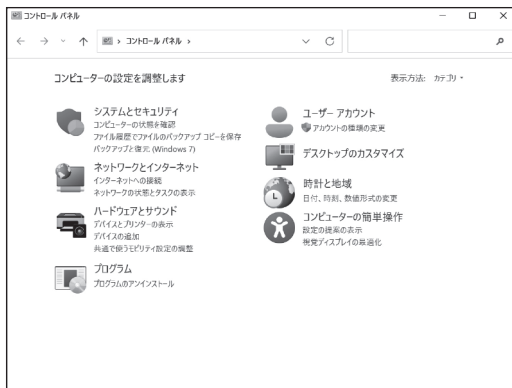 コントロール パネル
コントロール パネル
コンピューターの設定を調整します
表示方法: カテゴリ
システムとセキュリティ
コンピューターの状態を確認
ファイル履歴でファイルのバックアップ コピーを保存
バックアップと復元 (Windows 7)
ネットワークとインターネット
インターネットへの接続
ネットワークの状態とタスクの表示
ハードウェアとサウンド
デバイスとプリンターの表示
デバイスの追加
共通で使うモビリティ設定の調整
プログラム
プログラムのアンインストール
ユーザー アカウント
アカウントの種類の変更
デスクトップのカスタマイズ
時計と地域
日付、時刻、数値形式の変更
コンピューターの簡単操作
設定の提案の表示
視覚ディスプレイの最適化